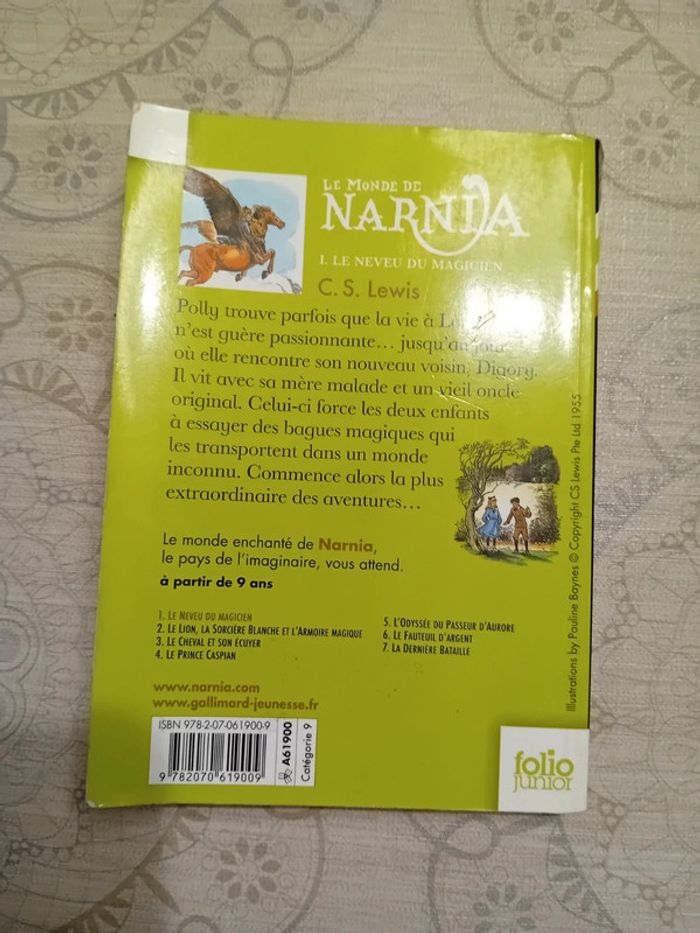 LE MONDE DE
NARNIA
I. LE NEVEU DU MAGICIEN
C. S. Lewis
Polly trouve parfois que la vie à
n'est guère passionnante… jusqu'au jour
où elle rencontre son nouveau voisin, Digory.
Il vit avec sa mère malade et un vieil oncle
original. Celui-ci force les deux enfants
à essayer des bagues magiques qui
les transportent dans un monde
inconnu. Commence alors la plus
extraordinaire des aventures…
Le monde enchanté de Narnia,
le pays de l'imaginaire, vous attend.
à partir de 9 ans
1. LE NEVEU DU MAGICIEN
2. LE LION, LA SORCIÈRE BLANCHE ET L'ARMOIRE MAGIQUE
3. LE CHEVAL ET SON ÉCUYER
4. LE PRINCE CASPIAN
5. L'ODYSSÉE DU PASSEUR D'AURORE
6. LE FAUTEUIL D'ARGENT
7. LA DERNIÈRE BATAILLE
www.narnia.com
www.gallimard-jeunesse.fr
ISBN 978-2-07-061900-9
9 782070 619009
A61900
Catégorie 9
folio
junior
Illustrations by Pauline Baynes © Copyright CS Lewis Pte Ltd 1955